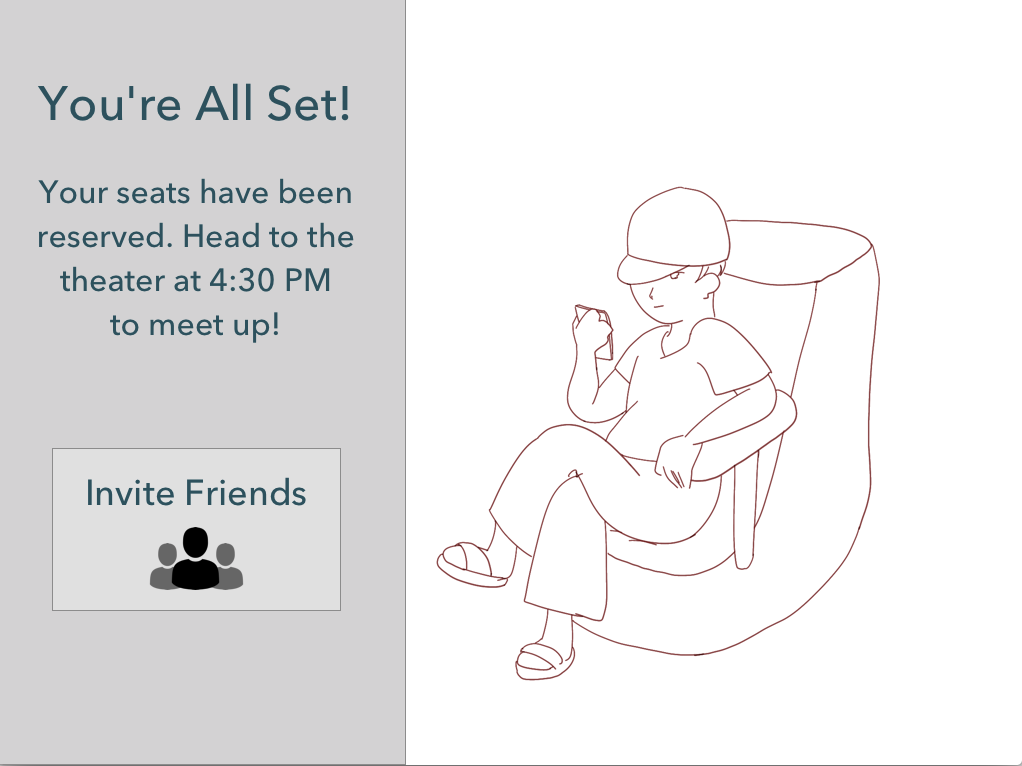 You're All Set!
Your seats have been
reserved. Head to the
theater at 4:30 PM
to meet up!
Invite Friends